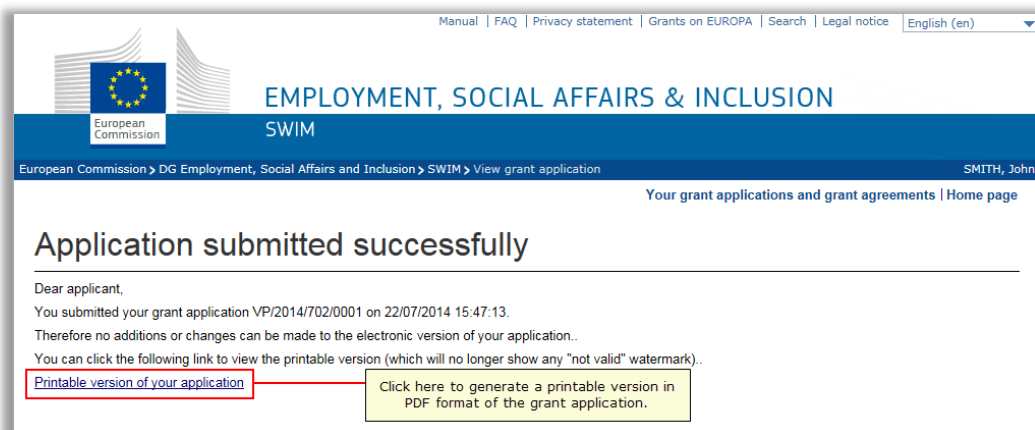 Manual | FAQ | Privacy statement | Grants on EUROPA | Search | Legal notice English (en)
EMPLOYMENT, SOCIAL AFFAIRS & INCLUSION
European
Commission
SWIM
European Commission > DG Employment, Social Affairs and Inclusion > SWIM > View grant application SMITH, John
Your grant applications and grant agreements | Home page
Application submitted successfully
Dear applicant,
You submitted your grant application VP/2014/702/0001 on 22/07/2014 15:47:13.
Therefore no additions or changes can be made to the electronic version of your application..
You can click the following link to view the printable version (which will no longer show any "not valid" watermark)..
Printable version of your application
Click here to generate a printable version in
PDF format of the grant application.